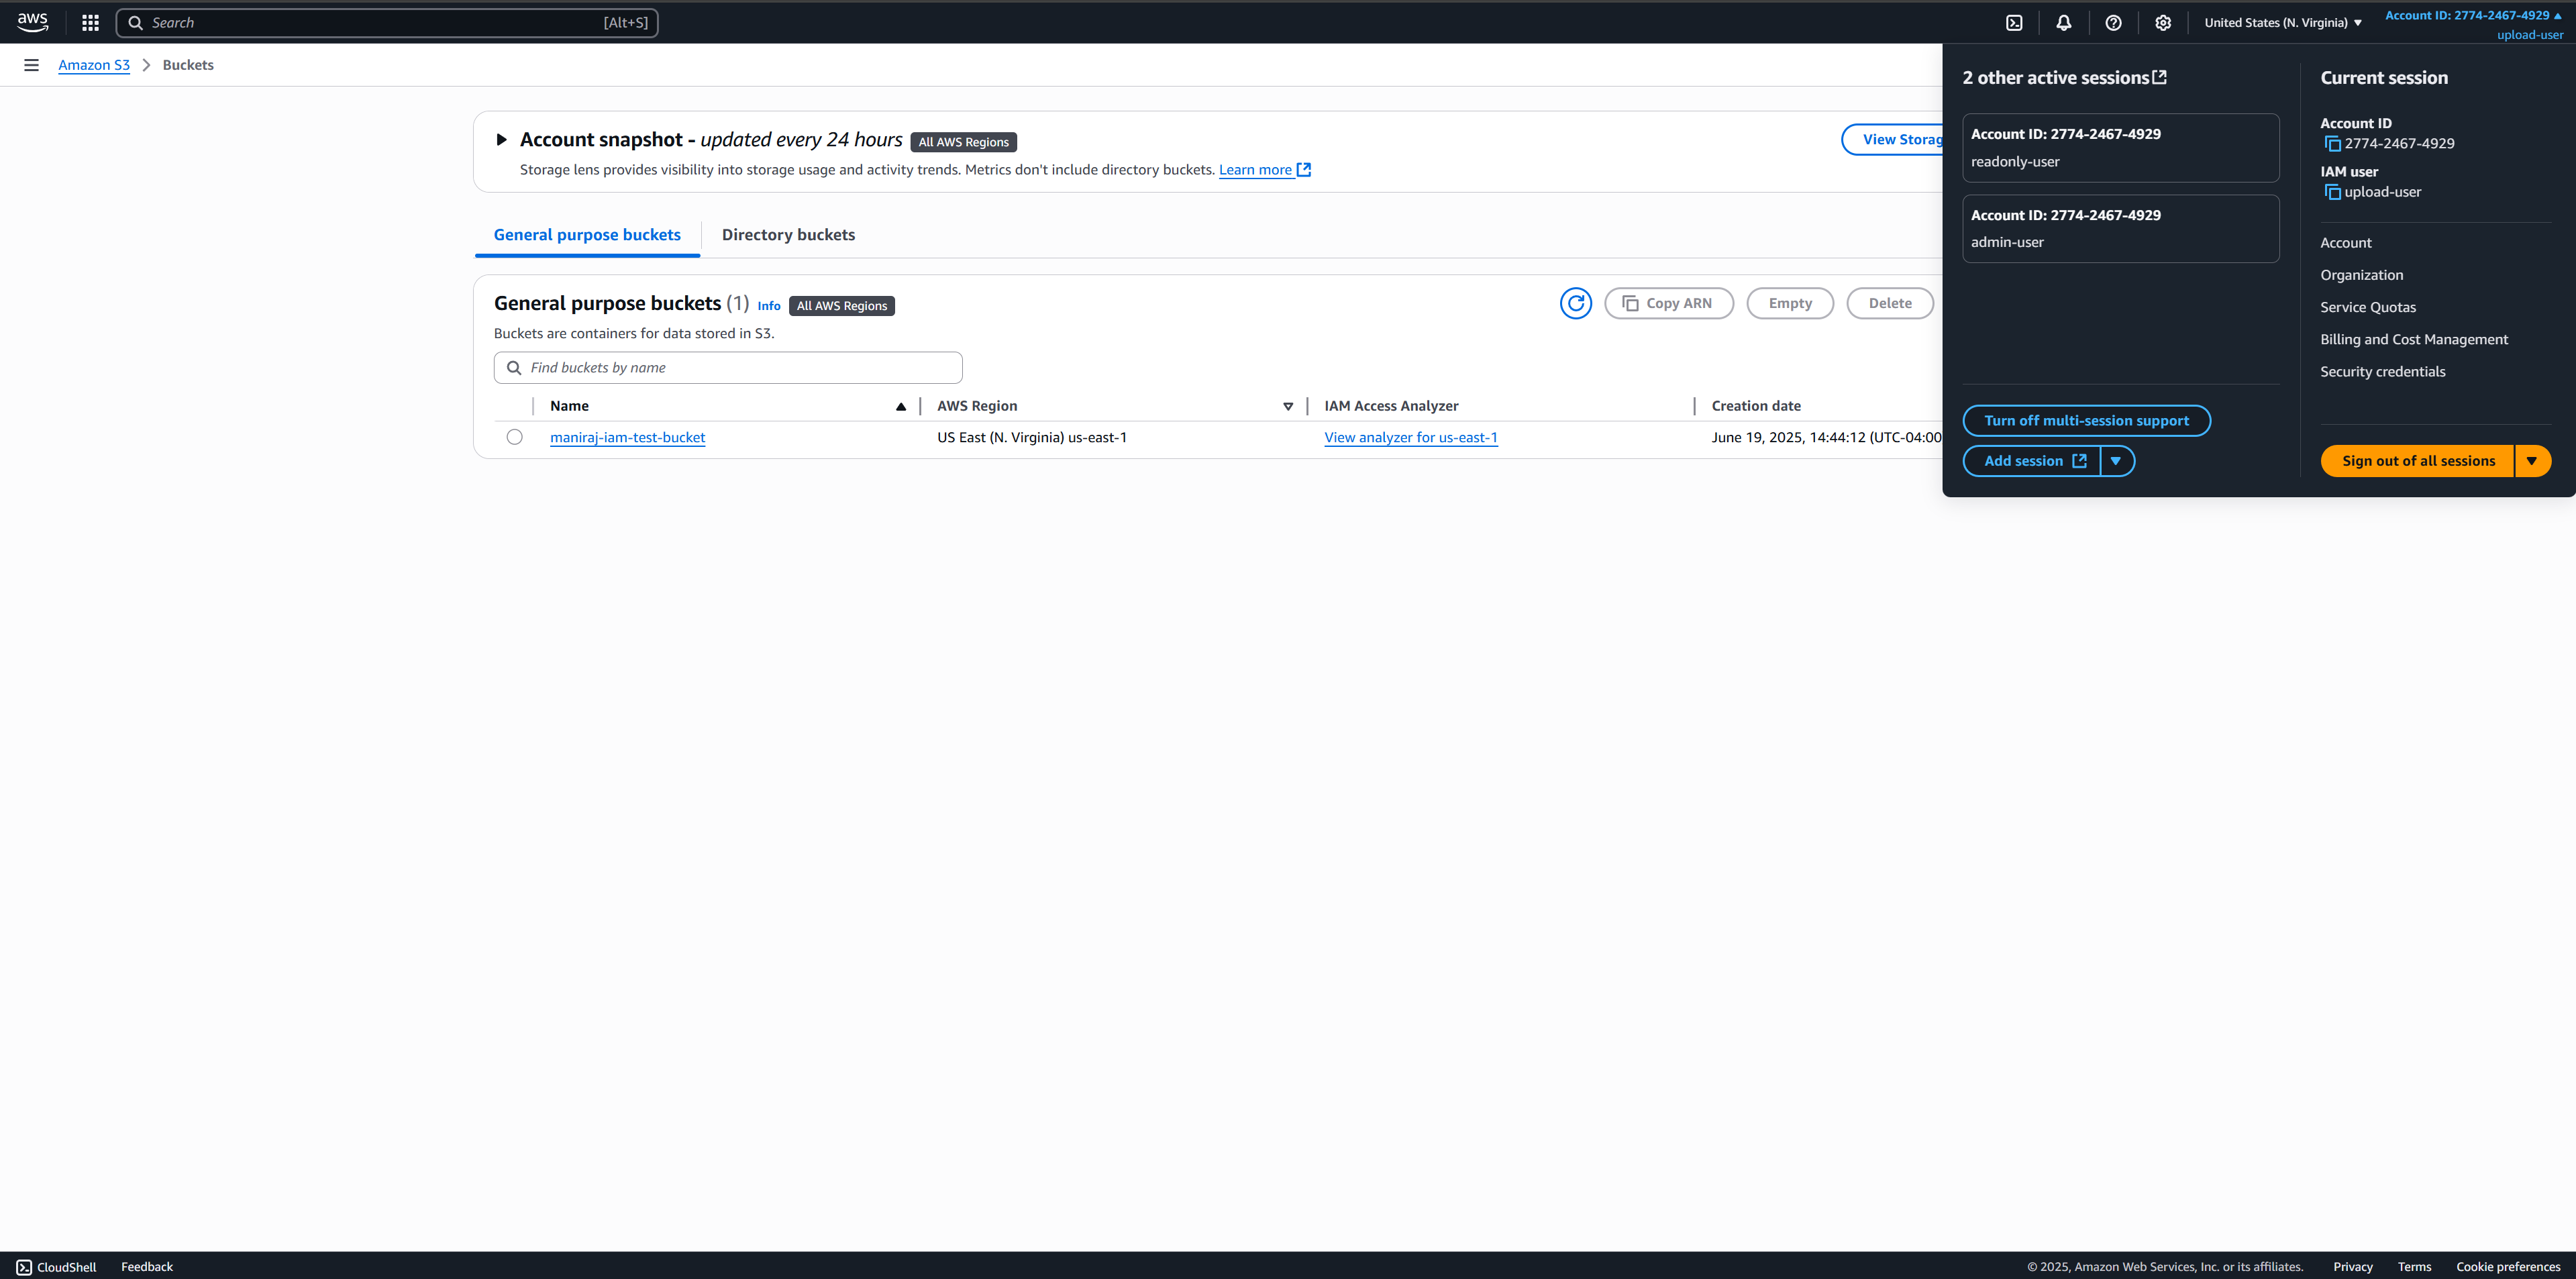 aws
Search [Alt+S]
United States (N. Virginia)
Account ID: 2774-2467-4929
upload-user
Amazon S3 Buckets
Account snapshot - updated every 24 hours All AWS Regions
View Storag
Storage lens provides visibility into storage usage and activity trends. Metrics don't include directory buckets. Learn more
General purpose buckets Directory buckets
General purpose buckets (1) Info All AWS Regions
Copy ARN Empty Delete
Buckets are containers for data stored in S3.
Find buckets by name
Name AWS Region IAM Access Analyzer Creation date
maniraj-iam-test-bucket US East (N. Virginia) us-east-1 View analyzer for us-east-1 June 19, 2025, 14:44:12 (UTC-04:00
2 other active sessions
Account ID: 2774-2467-4929
readonly-user
Account ID: 2774-2467-4929
admin-user
Turn off multi-session support
Add session
Current session
Account ID
2774-2467-4929
IAM user
upload-user
Account
Organization
Service Quotas
Billing and Cost Management
Security credentials
Sign out of all sessions
CloudShell Feedback
© 2025, Amazon Web Services, Inc. or its affiliates. Privacy Terms Cookie preferences